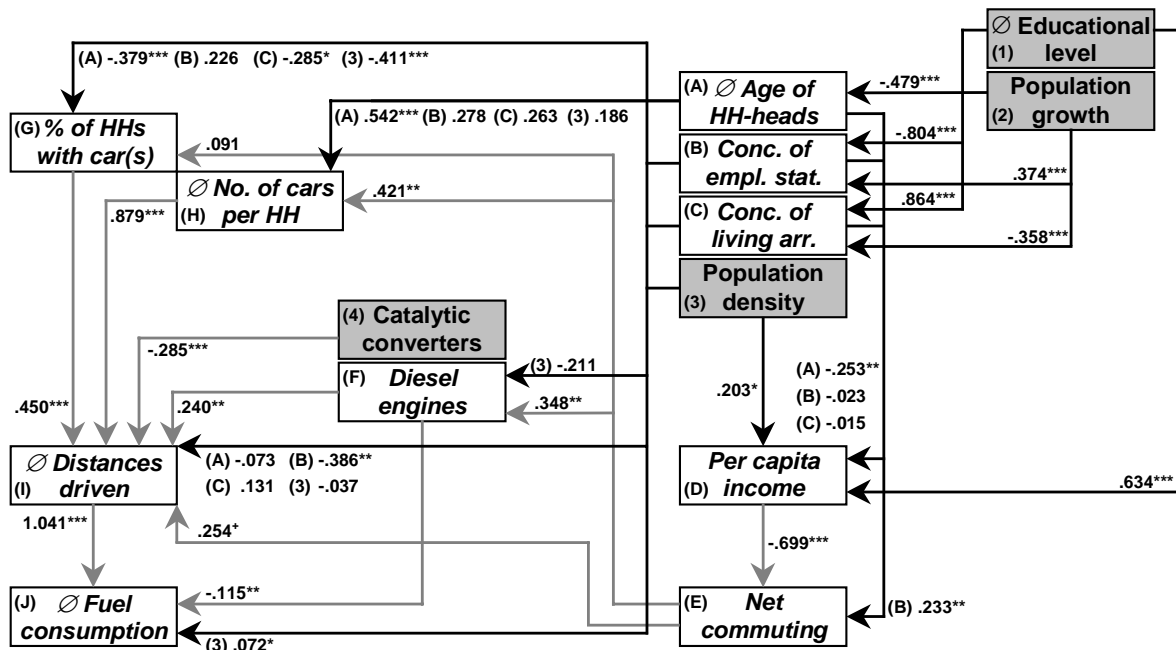 ∅ Educational
(1) level
(A) -.379*** (B) .226 (C) -.285* (3) -.411***
(A) ∅ Age of
HH-heads
-.479***
Population
(2) growth
(A) .542*** (B) .278 (C) .263 (3) .186
(G) % of HHs
with car(s)
.091
(B) Conc. of
empl. stat.
-.804***
.374***
∅ No. of cars
(H) per HH
.421**
.879***
(C) Conc. of
living arr.
.864***
-.358***
Population
(3) density
(4) Catalytic
converters
-.285***
(F) Diesel
engines
(3) -.211
.348**
.203*
(A) -.253**
(B) -.023
(C) -.015
.450***
.240**
∅ Distances
(I) driven
(A) -.073 (B) -.386**
(C) .131 (3) -.037
Per capita
(D) income
.634***
1.041***
.254+
-.699***
(J) ∅ Fuel
consumption
-.115**
(3) .072*
(E) Net
commuting
(B) .233**